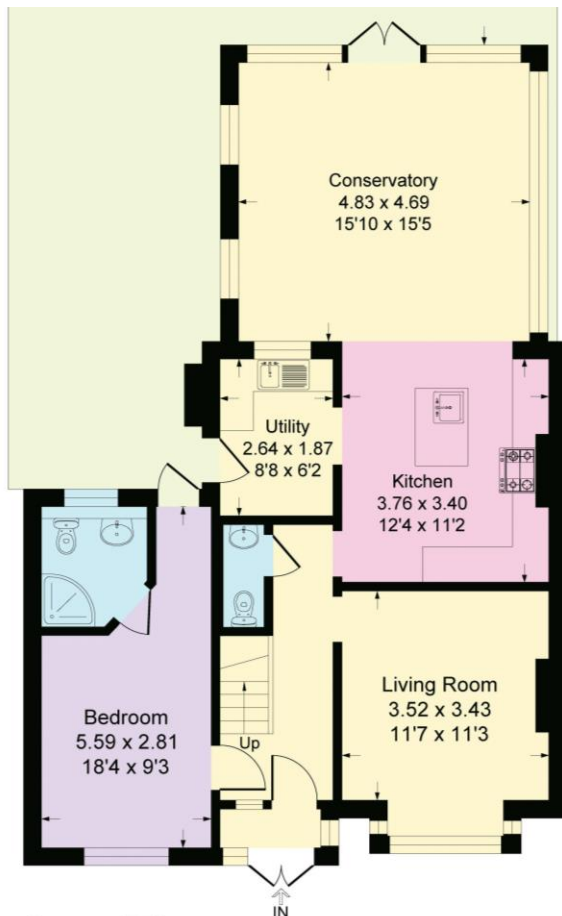 Conservatory
4.83 x 4.69
15'10 x 15'5
Utility
2.64 x 1.87
8'8 x 6'2
Kitchen
3.76 x 3.40
12'4 x 11'2
Living Room
3.52 x 3.43
11'7 x 11'3
Bedroom
5.59 x 2.81
18'4 x 9'3
Up
IN